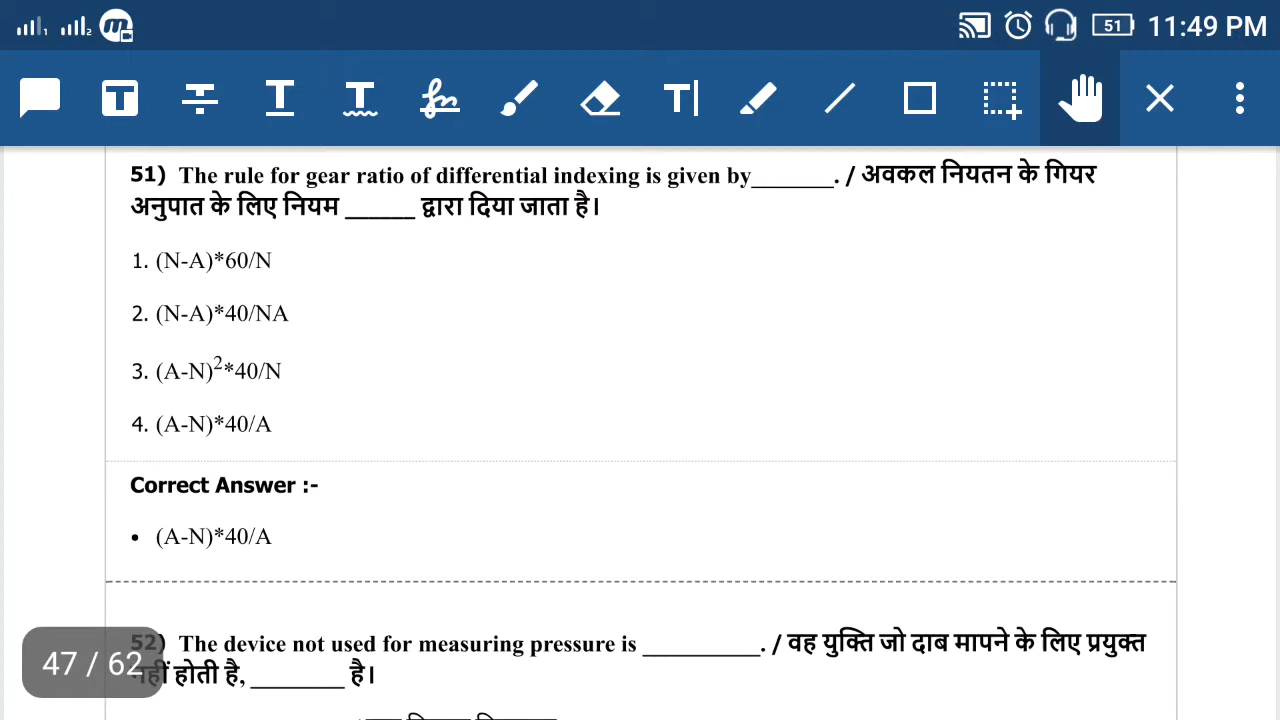 51 11:49 PM
51) The rule for gear ratio of differential indexing is given by_______. / अवकल नियतन के गियर
अनुपात के लिए नियम ______ द्वारा दिया जाता है।
1. (N-A)*60/N
2. (N-A)*40/NA
3. (A-N)²*40/N
4. (A-N)*40/A
Correct Answer :-
• (A-N)*40/A
52) The device not used for measuring pressure is __________. / वह युक्ति जो दाब मापने के लिए प्रयुक्त
नहीं होती है, ________ है।
47 / 62